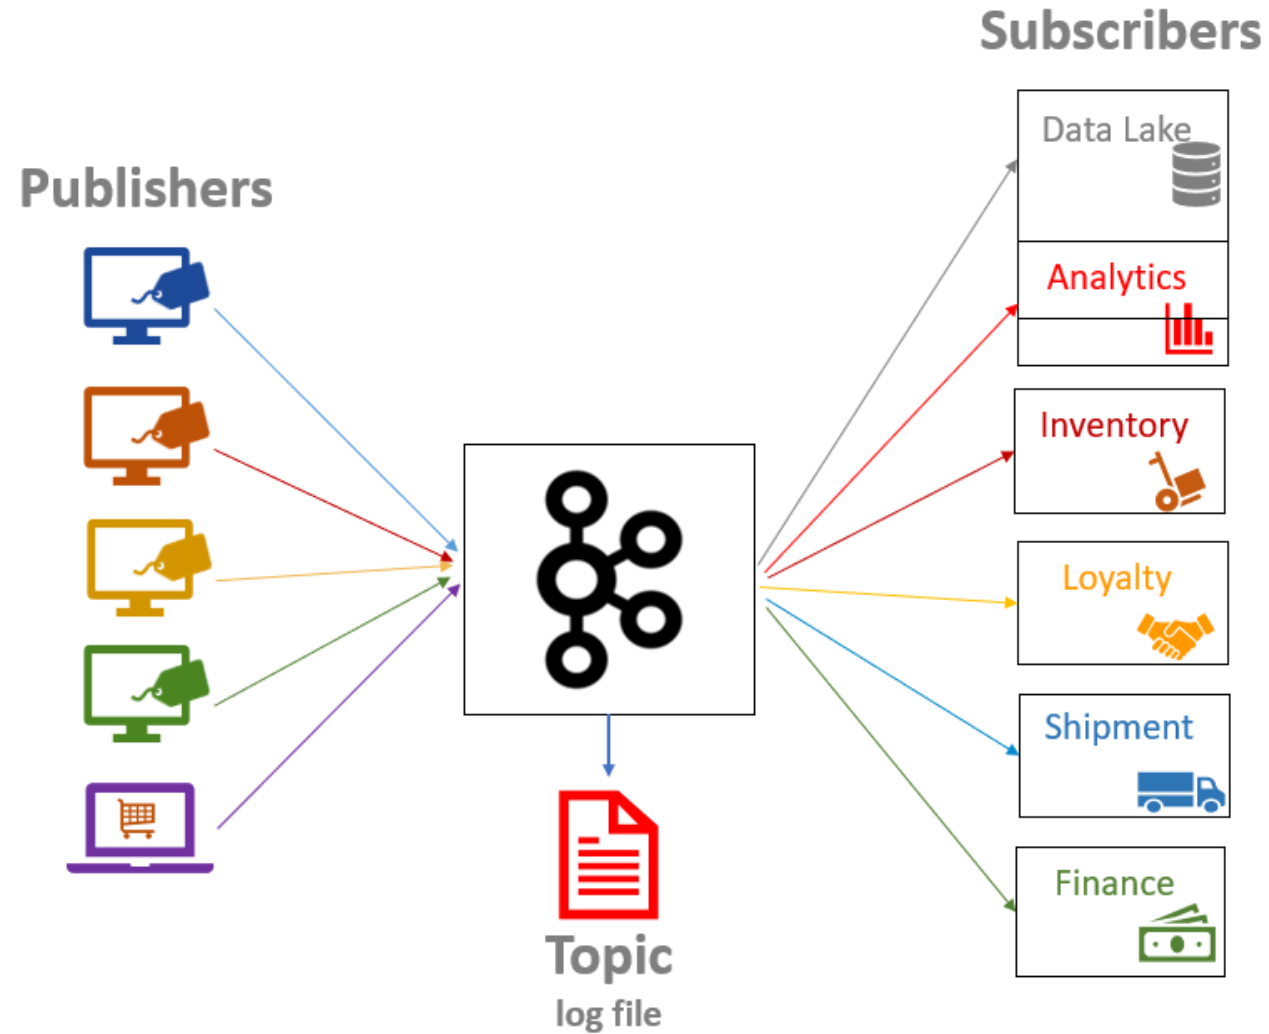 Publishers
Subscribers
Data Lake
Analytics
Inventory
Loyalty
Shipment
Finance
Topic
log file